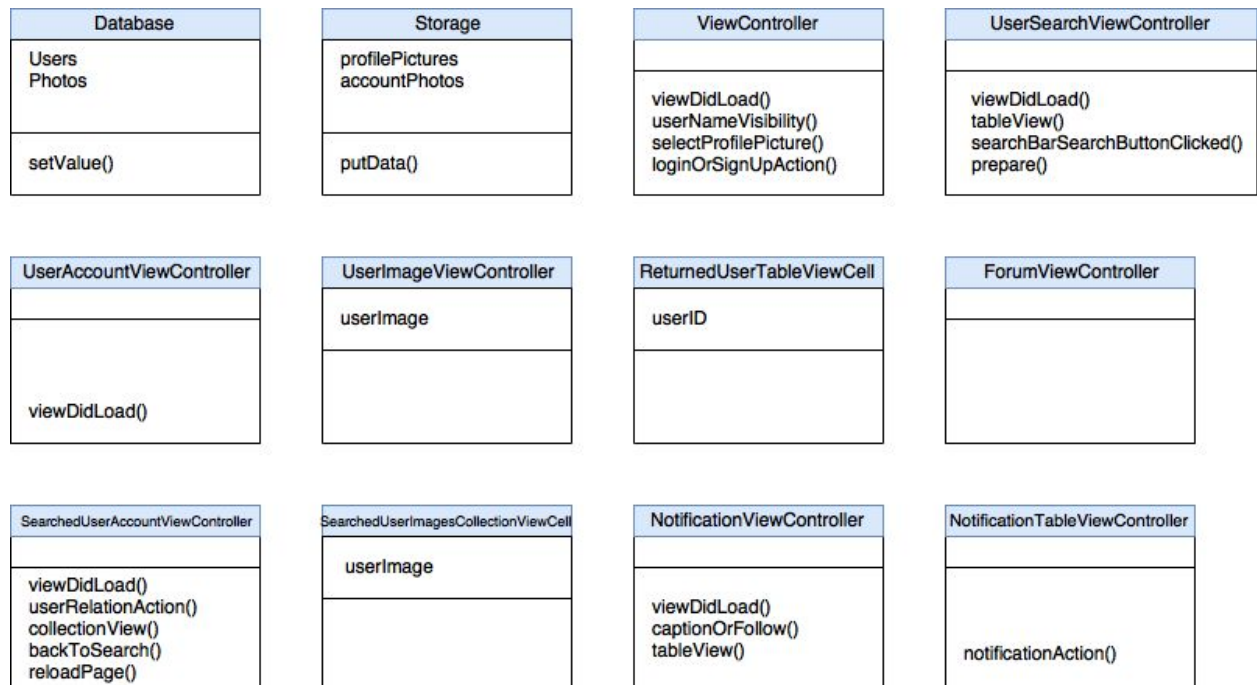 Database
Users
Photos
setValue()
Storage
profilePictures
accountPhotos
putData()
ViewController
viewDidLoad()
userNameVisibility()
selectProfilePicture()
loginOrSignUpAction()
UserSearchViewController
viewDidLoad()
tableView()
searchBarSearchButtonClicked()
prepare()
UserAccountViewController
viewDidLoad()
UserImageViewController
userImage
ReturnedUserTableViewCell
userID
ForumViewController
SearchedUserAccountViewController
viewDidLoad()
userRelationAction()
collectionView()
backToSearch()
reloadPage()
SearchedUserImagesCollectionViewCell
userImage
NotificationViewController
viewDidLoad()
captionOrFollow()
tableView()
NotificationTableViewController
notificationAction()